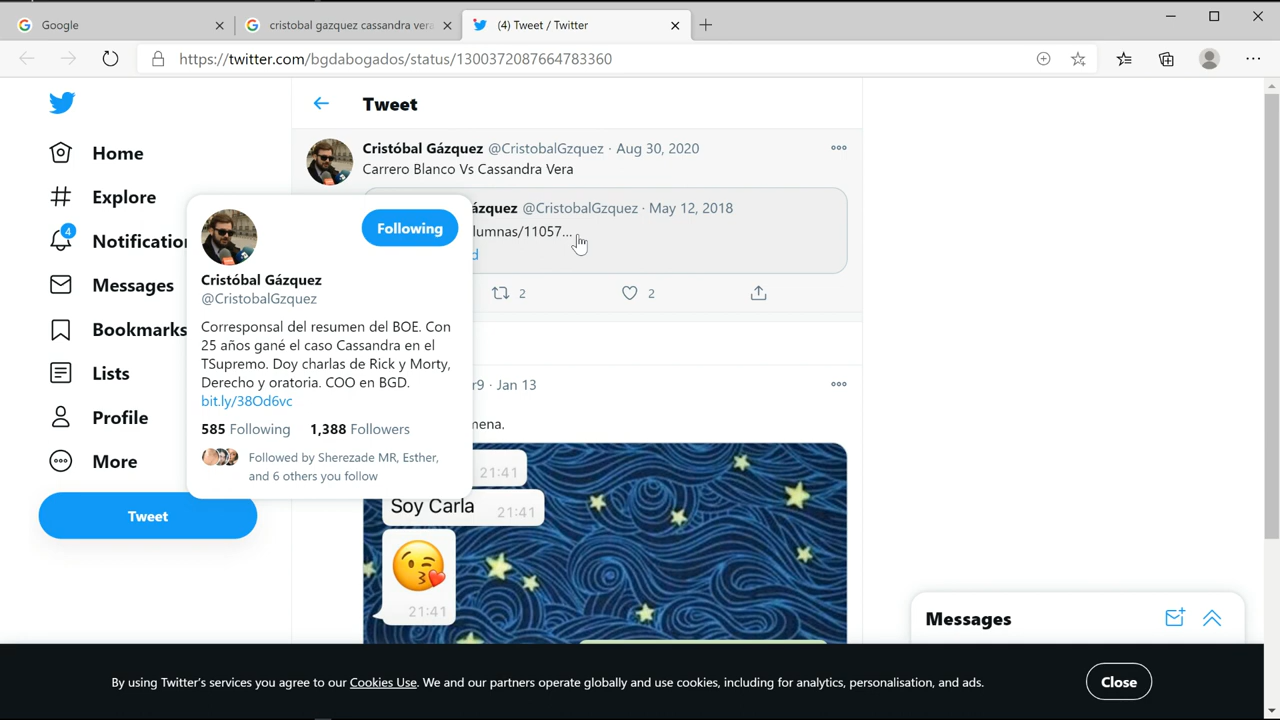 Google
cristobal gazquez cassandra vera
(4) Tweet / Twitter
https://twitter.com/bgdabogados/status/1300372087664783360
Home
Explore
4
Notification
Messages
Bookmarks
Lists
Profile
More
Tweet
Tweet
Cristóbal Gázquez @CristobalGzquez · Aug 30, 2020
Carrero Blanco Vs Cassandra Vera
ázquez @CristobalGzquez · May 12, 2018
lumnas/11057...
d
2 2
Following
Cristóbal Gázquez
@CristobalGzquez
Corresponsal del resumen del BOE. Con
25 años gané el caso Cassandra en el
TSupremo. Doy charlas de Rick y Morty,
Derecho y oratoria. COO en BGD.
bit.ly/38Od6vc
585 Following 1,388 Followers
Followed by Sherezade MR, Esther,
and 6 others you follow
r9 · Jan 13
mena.
21:41
Soy Carla 21:41
21:41
Messages
By using Twitter's services you agree to our Cookies Use. We and our partners operate globally and use cookies, including for analytics, personalisation, and ads.
Close